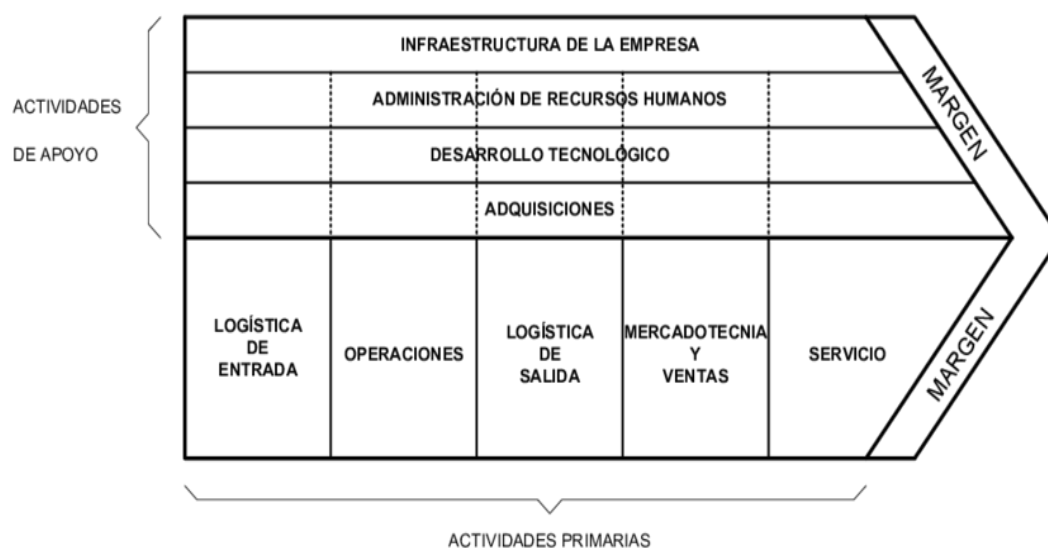 INFRAESTRUCTURA DE LA EMPRESA
ADMINISTRACIÓN DE RECURSOS HUMANOS
DESARROLLO TECNOLÓGICO
ADQUISICIONES
ACTIVIDADES
DE APOYO
MARGEN
LOGÍSTICA
DE
ENTRADA
OPERACIONES
LOGÍSTICA
DE
SALIDA
MERCADOTECNIA
Y
VENTAS
SERVICIO
MARGEN
ACTIVIDADES PRIMARIAS